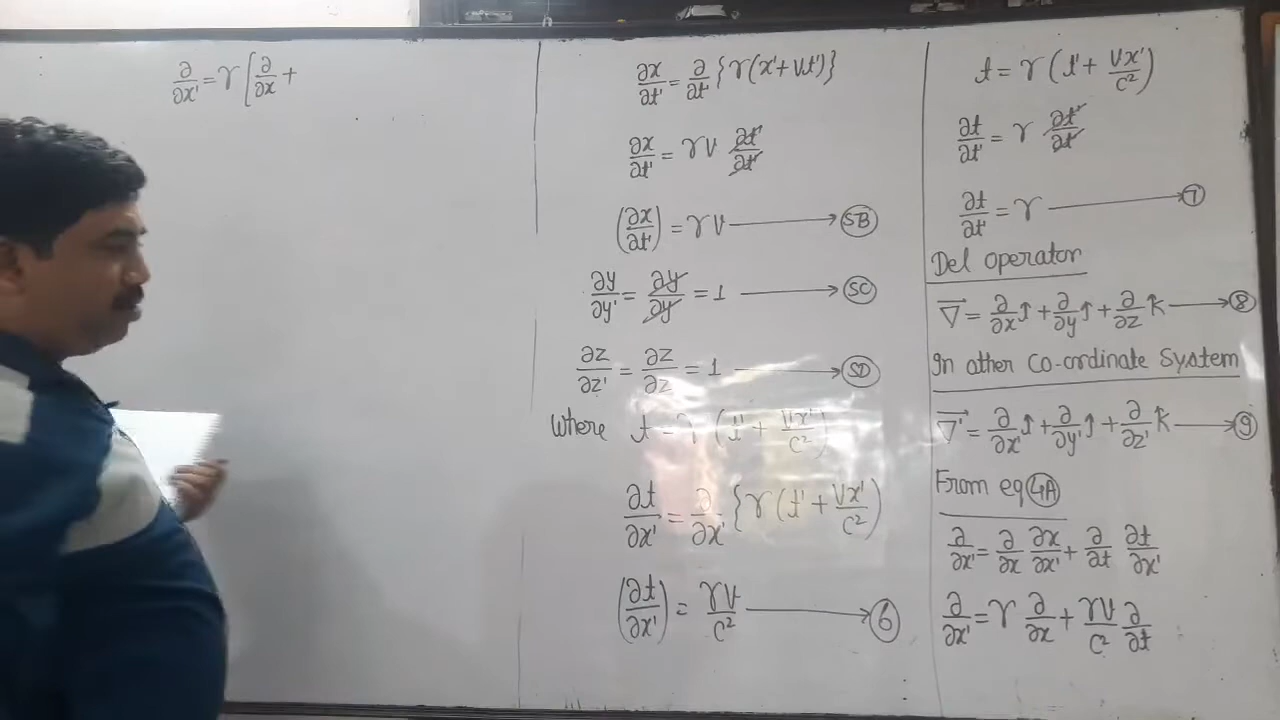 ∂/∂x' = γ [ ∂/∂x +
∂x/∂t' = ∂/∂t' {γ(x'+Vt')}
∂x/∂t' = γV ∂t'/∂t'
(∂x/∂t') = γV ⟶ (5B)
∂y/∂y' = ∂y/∂y = 1 ⟶ (5C)
∂z/∂z' = ∂z/∂z = 1 ⟶ (5D)
Where t = γ (t' + Vx'/c²)
∂t/∂x' = ∂/∂x' {γ (t' + Vx'/c²)
(∂t/∂x') = γV/c² ⟶ (6)
t = γ (t' + Vx'/c²)
∂t/∂t' = γ ∂t'/∂t'
∂t/∂t' = γ ⟶ (7)
Del operator
∇⃗ = ∂/∂x î + ∂/∂y ĵ + ∂/∂z k̂ ⟶ (8)
In other Co-ordinate System
∇⃗' = ∂/∂x' î + ∂/∂y' ĵ + ∂/∂z' k̂ ⟶ (9)
From eq (4A)
∂/∂x' = ∂/∂x ∂x/∂x' + ∂/∂t ∂t/∂x'
∂/∂x' = γ ∂/∂x + γV/c² ∂/∂t